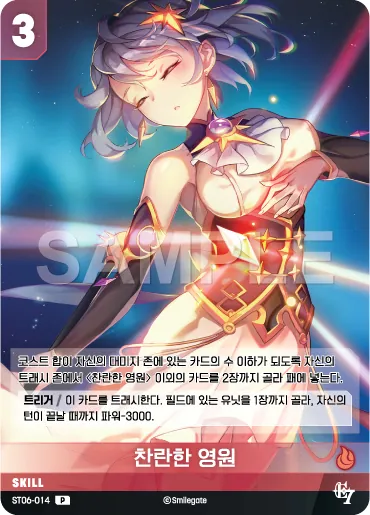 3
SAMPLE
코스트 합이 자신의 대미지 존에 있는 카드의 수 이하가 되도록 자신의
트래시 존에서 〈찬란한 영원〉 이외의 카드를 2장까지 골라 패에 넣는다.
트리거 / 이 카드를 트래시한다. 필드에 있는 유닛을 1장까지 골라, 자신의
턴이 끝날 때까지 파워-3000.
찬란한 영원
SKILL
ST06-014 P ©Smilegate
E7